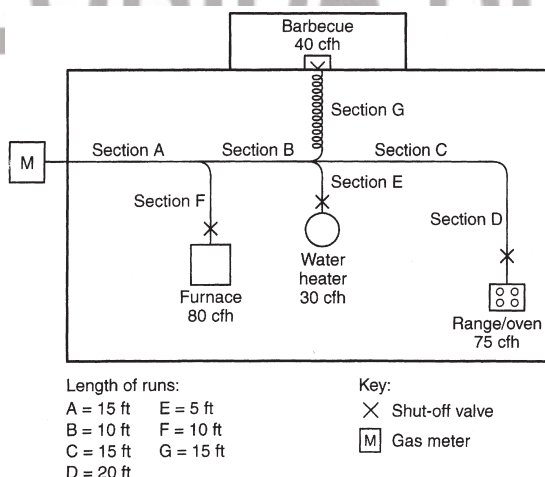 Barbecue
40 cfh
Section G
M
Section A
Section B
Section C
Section E
Section F
Section D
Furnace
80 cfh
Water
heater
30 cfh
Range/oven
75 cfh
Length of runs:
A = 15 ft E = 5 ft
B = 10 ft F = 10 ft
C = 15 ft G = 15 ft
D = 20 ft
Key:
Shut-off valve
M Gas meter